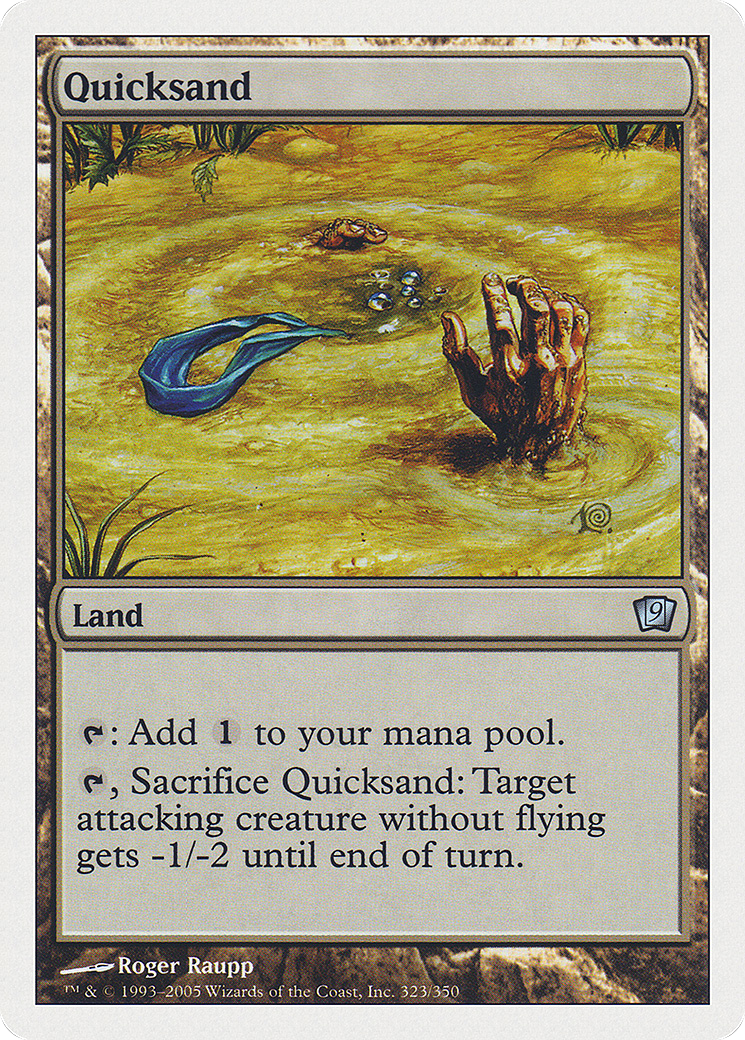 Quicksand
Land
9
: Add 1 to your mana pool.
, Sacrifice Quicksand: Target
attacking creature without flying
gets -1/-2 until end of turn.
Roger Raupp
™ & © 1993–2005 Wizards of the Coast, Inc. 323/350